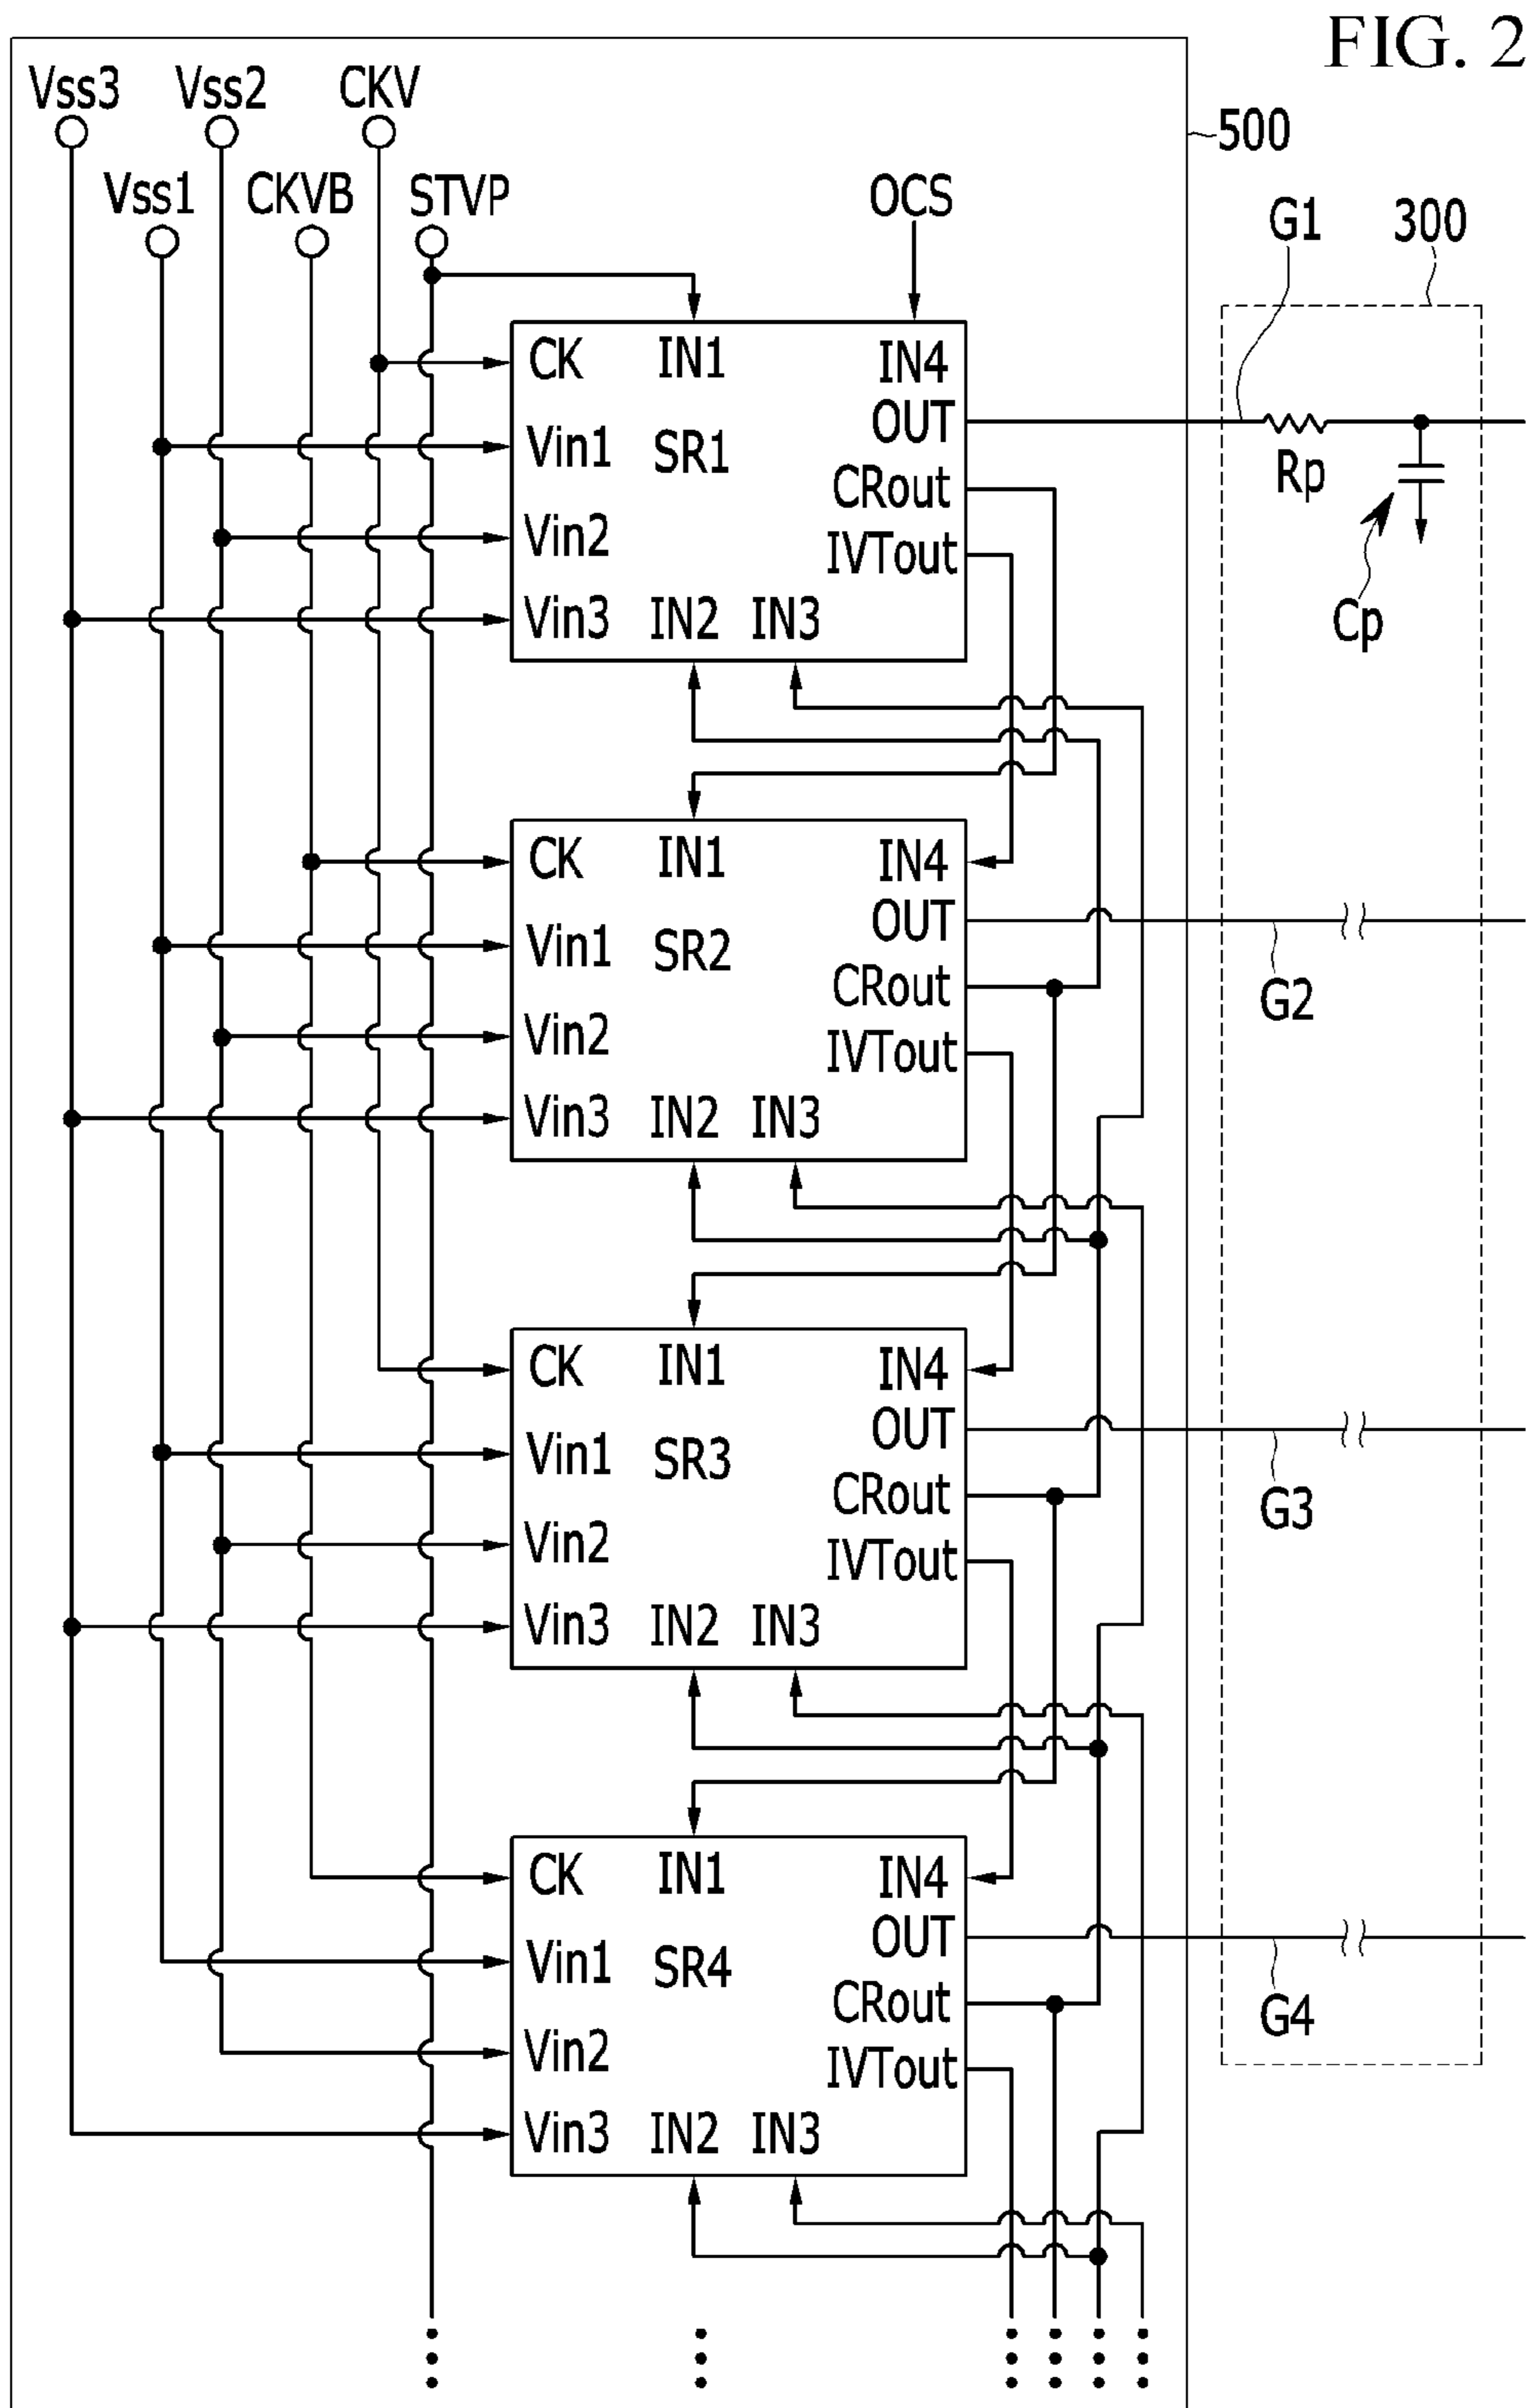 FIG. 2
Vss3 Vss2 CKV
500
Vss1 CKVB STVP OCS
G1 300
CK IN1 IN4
OUT
Vin1 SR1
Rp
CRout
Vin2
IVTout
Vin3 IN2 IN3
Cp
CK IN1 IN4
OUT
Vin1 SR2
CRout
G2
Vin2
IVTout
Vin3 IN2 IN3
CK IN1 IN4
OUT
Vin1 SR3
CRout
G3
Vin2
IVTout
Vin3 IN2 IN3
CK IN1 IN4
OUT
Vin1 SR4
CRout
G4
Vin2
IVTout
Vin3 IN2 IN3